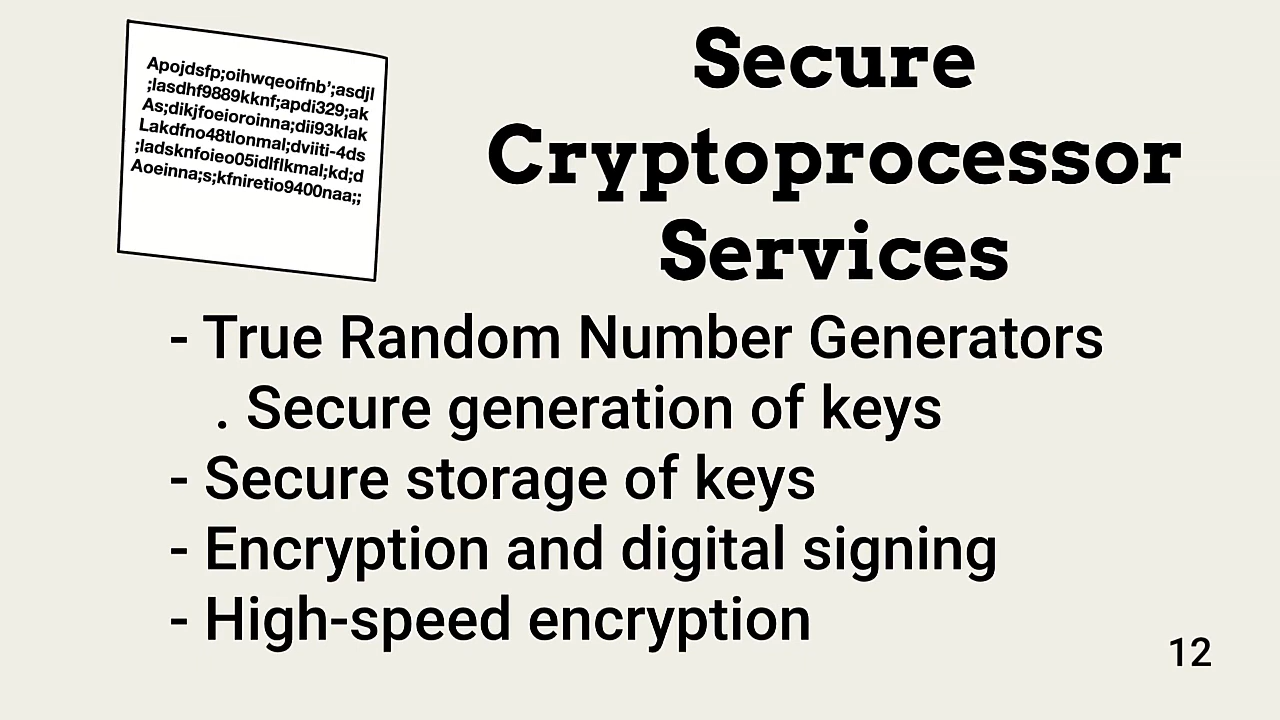 Apojdsfp;oihwqeoifnb';asdjl
;lasdhf9889kknf;apdi329;ak
As;dikjfoeioroinna;dii93klak
Lakdfno48tlonmal;dviiti-4ds
;ladsknfoieo05idlflkmal;kd;d
Aoeinna;s;kfniretio9400naa;;
Secure
Cryptoprocessor
Services
- True Random Number Generators
. Secure generation of keys
- Secure storage of keys
- Encryption and digital signing
- High-speed encryption
12